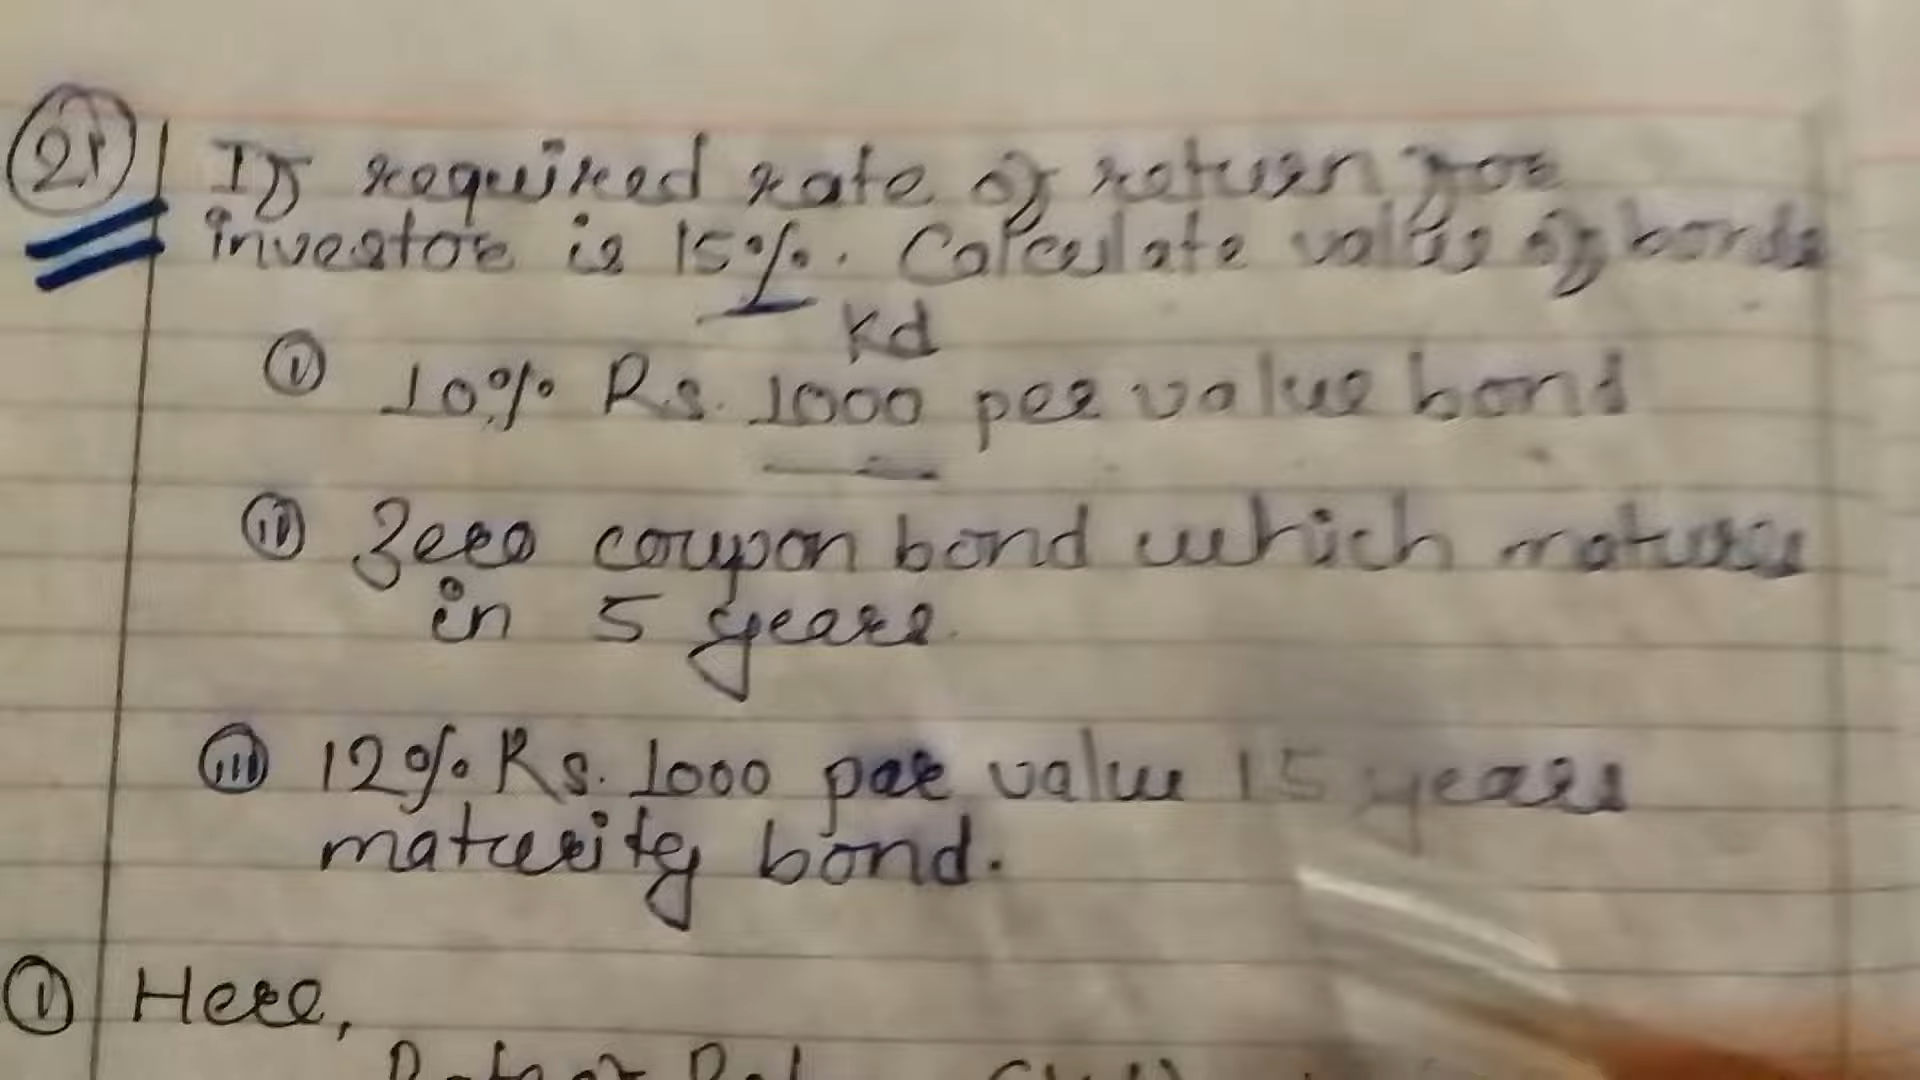 21
If required rate of return for
investor is 15%. Calculate value of bonds
Kd
(i) 10% Rs. 1000 per value bond
(ii) Zero coupon bond which matures
in 5 years.
(iii) 12% Rs. 1000 par value 15 years
maturity bond.
(i) Here,